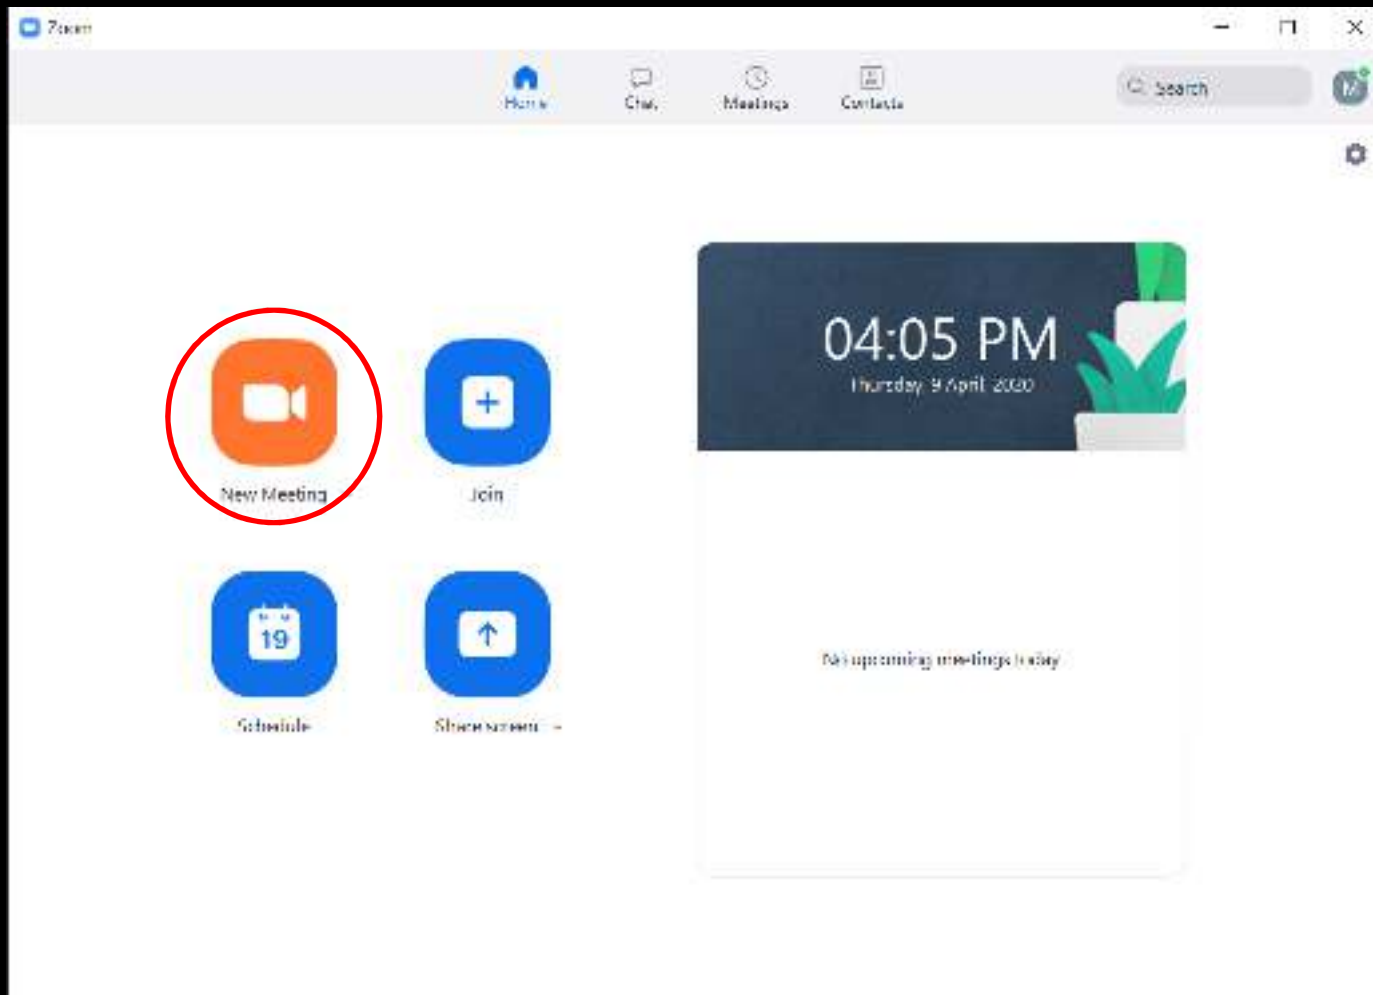 Zoom
Home
Chat
Meetings
Contacts
Search
M
04:05 PM
Thursday, 9 April, 2020
New Meeting
Join
19
Schedule
Share screen
No upcoming meetings today